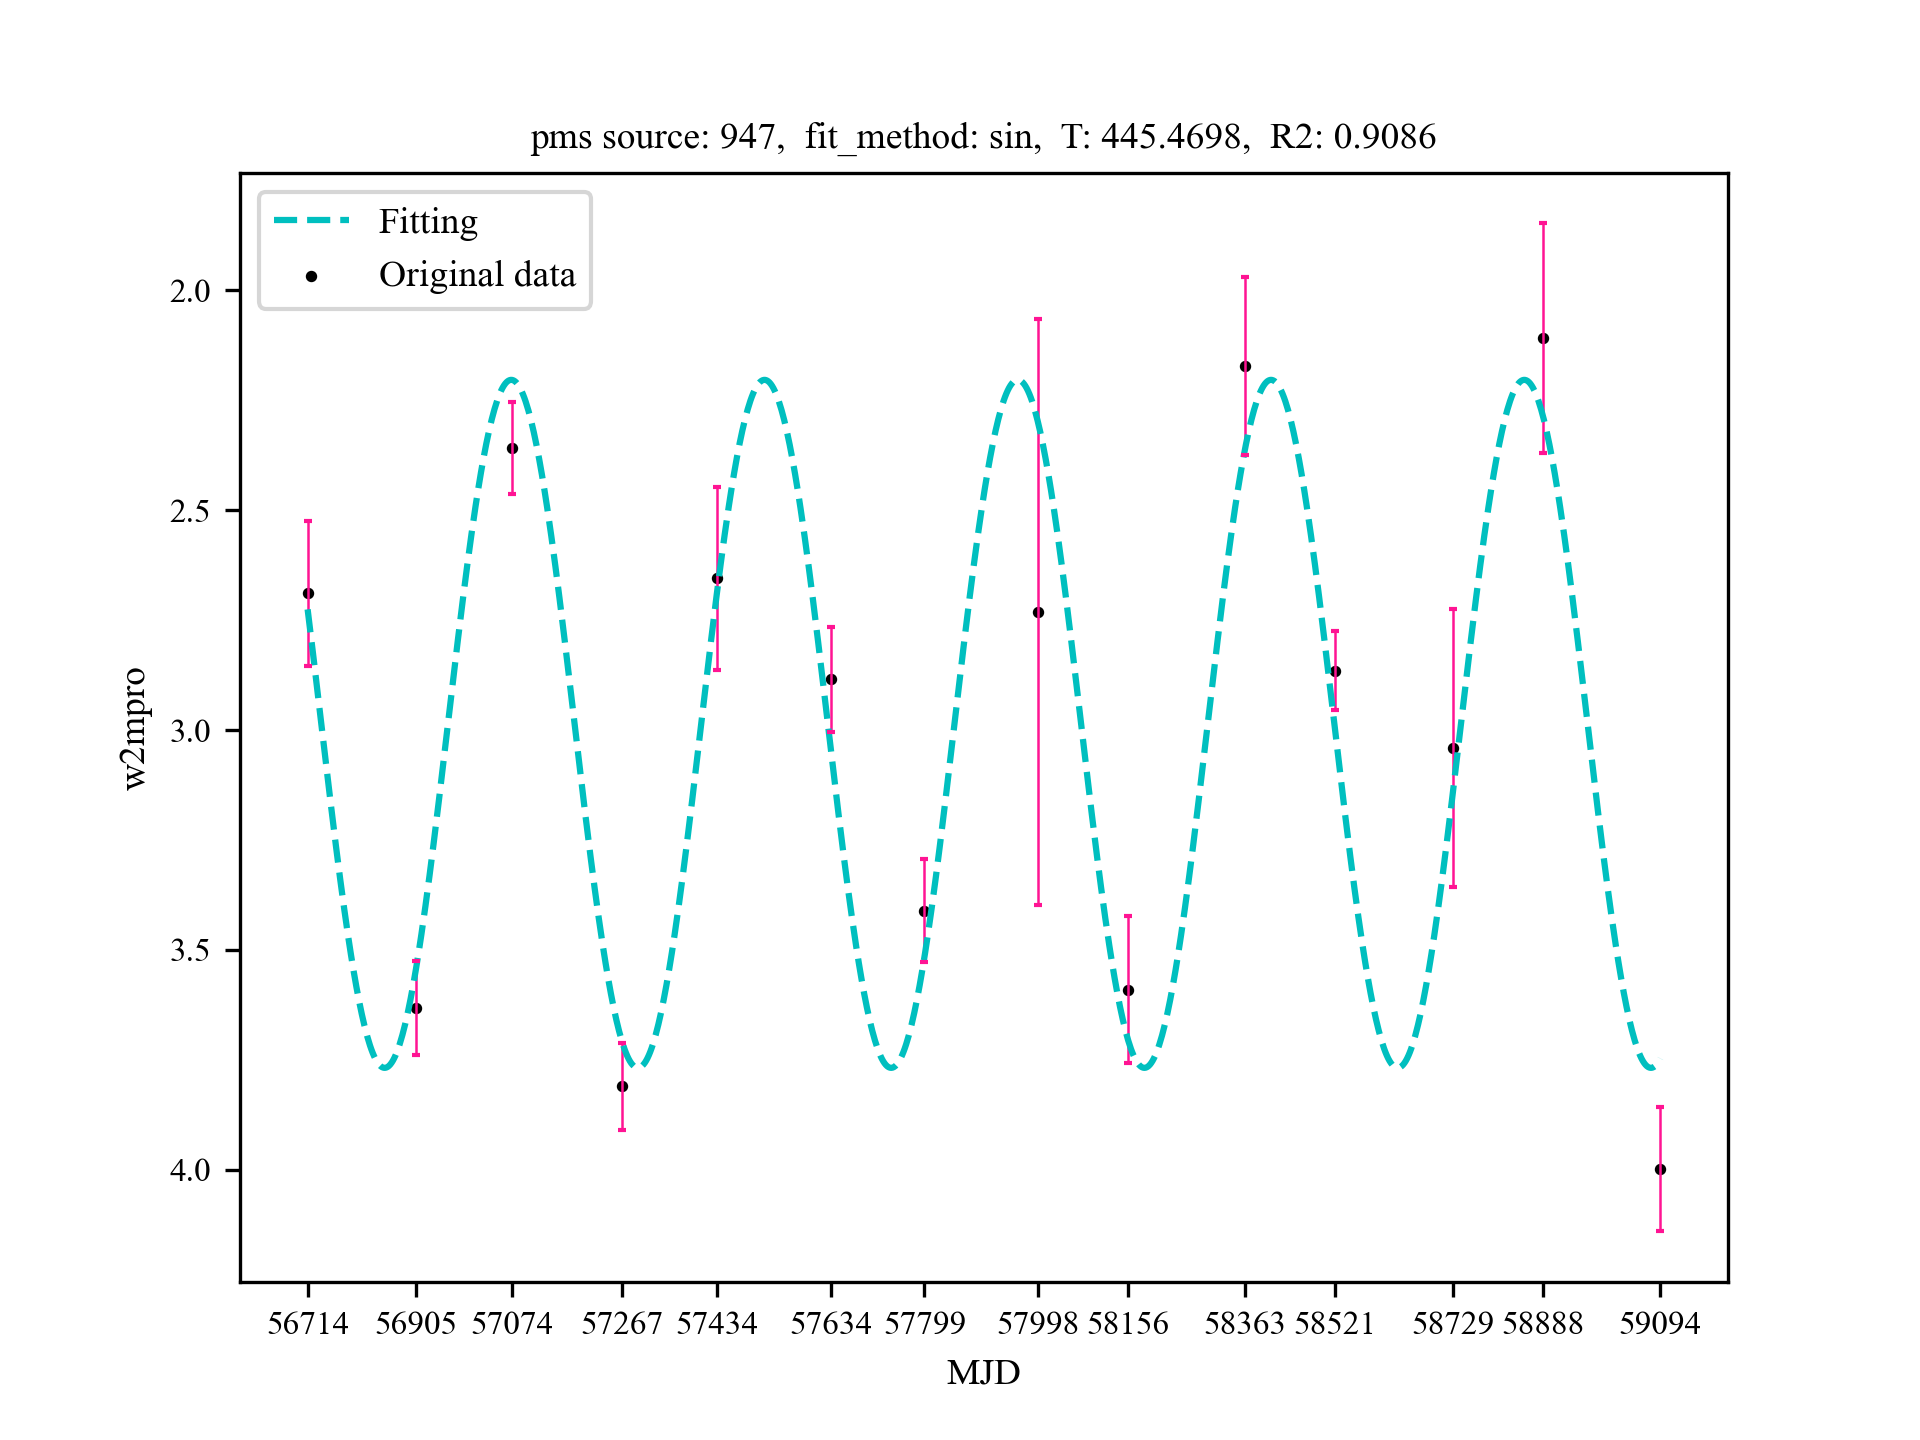 pms source: 947,  fit_method: sin,  T: 445.4698,  R2: 0.9086
Fitting
Original data
2.0
2.5
3.0
3.5
4.0
w2mpro
56714 56905 57074 57267 57434 57634 57799 57998 58156 58363 58521 58729 58888 59094
MJD